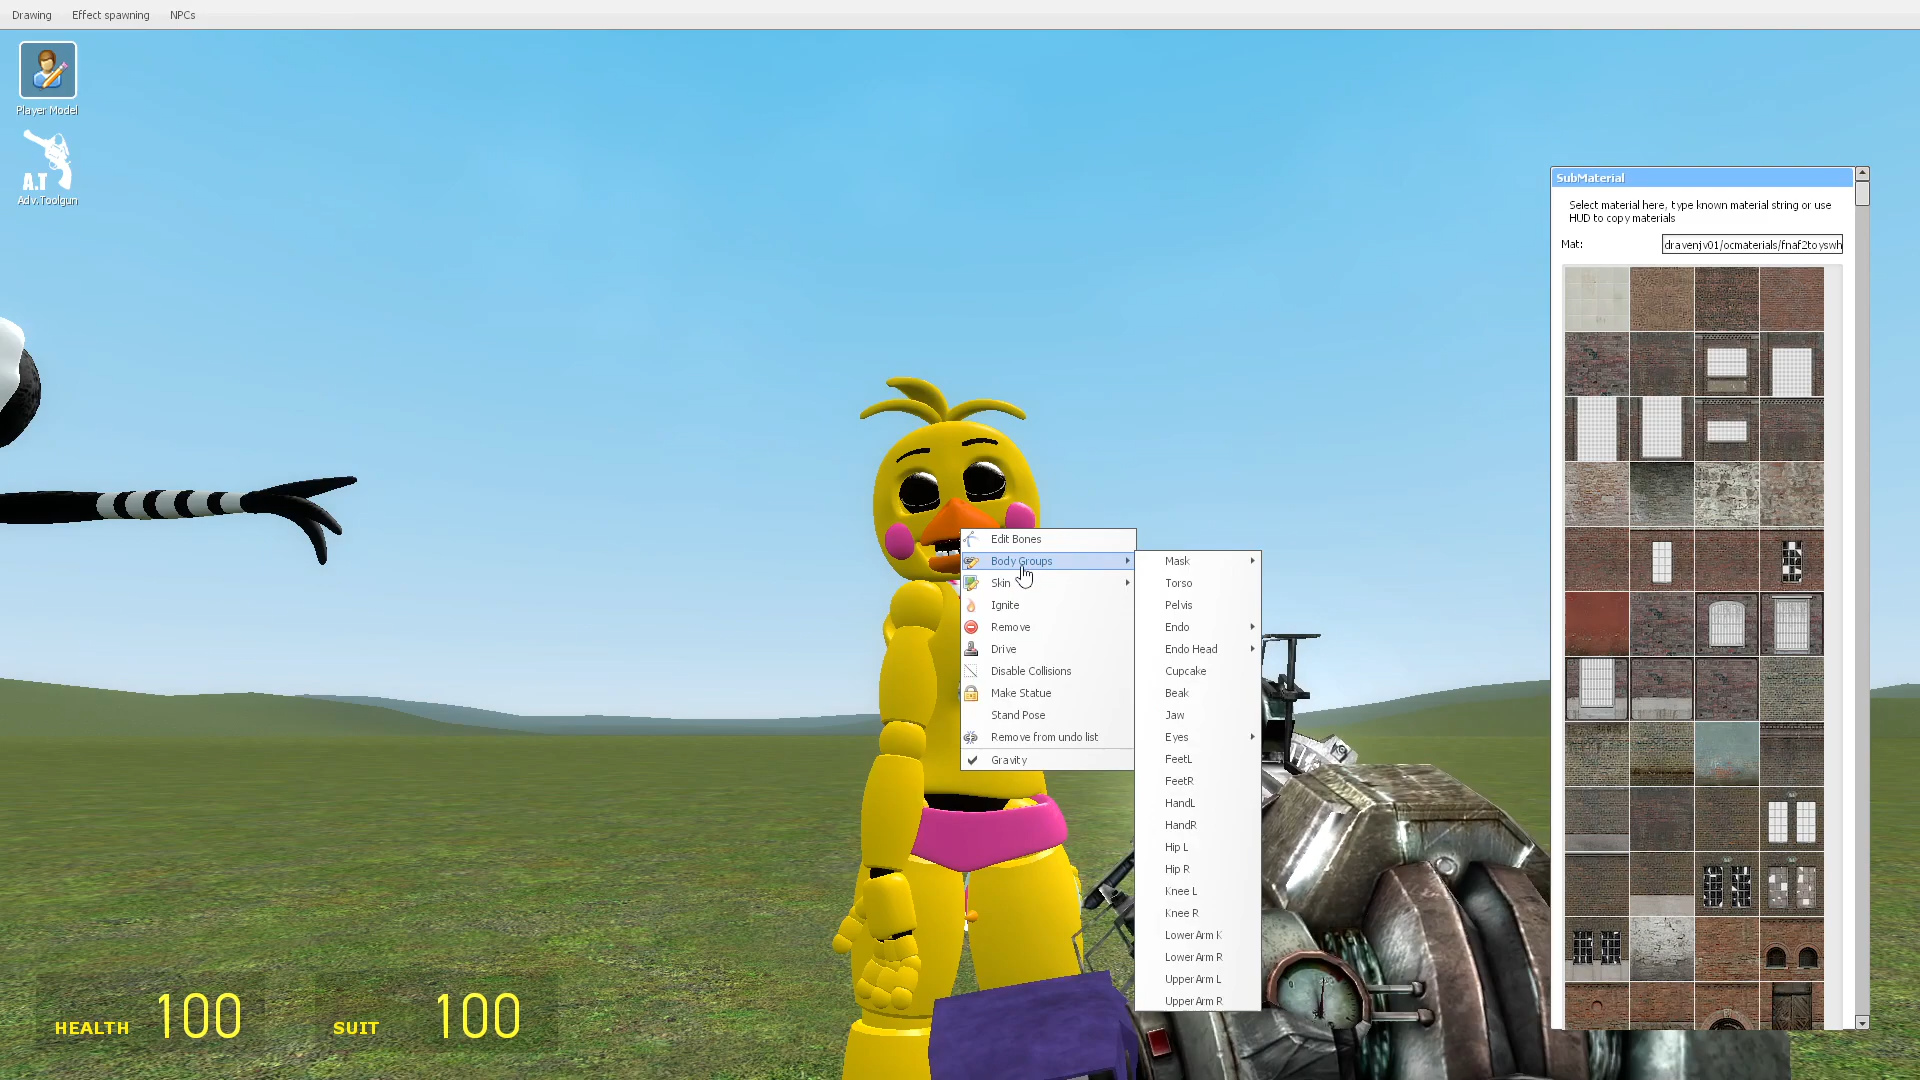 Drawing Effect spawning NPCs
Player Model
A.T
Adv.Toolgun
Edit Bones
Body Groups
Skin
Ignite
Remove
Drive
Disable Collisions
Make Statue
Stand Pose
Remove from undo list
Gravity
Mask
Torso
Pelvis
Endo
Endo Head
Cupcake
Beak
Jaw
Eyes
FeetL
FeetR
HandL
HandR
Hip L
Hip R
Knee L
Knee R
Lower Arm K
Lower Arm R
Upper Arm L
Upper Arm R
SubMaterial
Select material here, type known material string or use
HUD to copy materials
Mat: dravenjv01/ocmaterials/fnaf2toyswh
HEALTH 100 SUIT 100